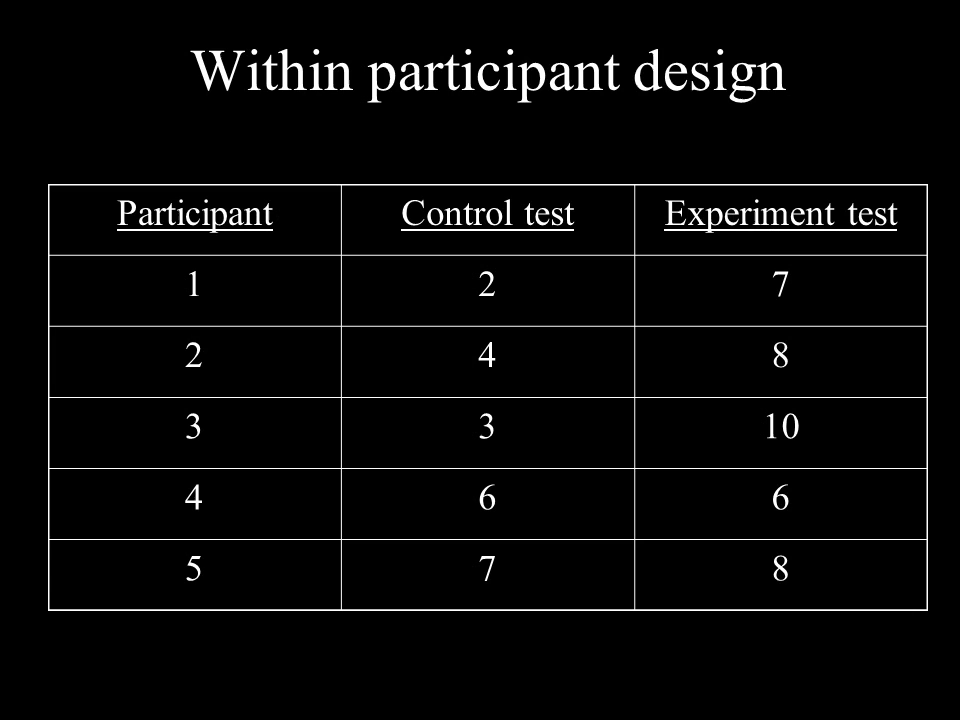 Within participant design
Participant Control test Experiment test
1 2 7
2 4 8
3 3 10
4 6 6
5 7 8